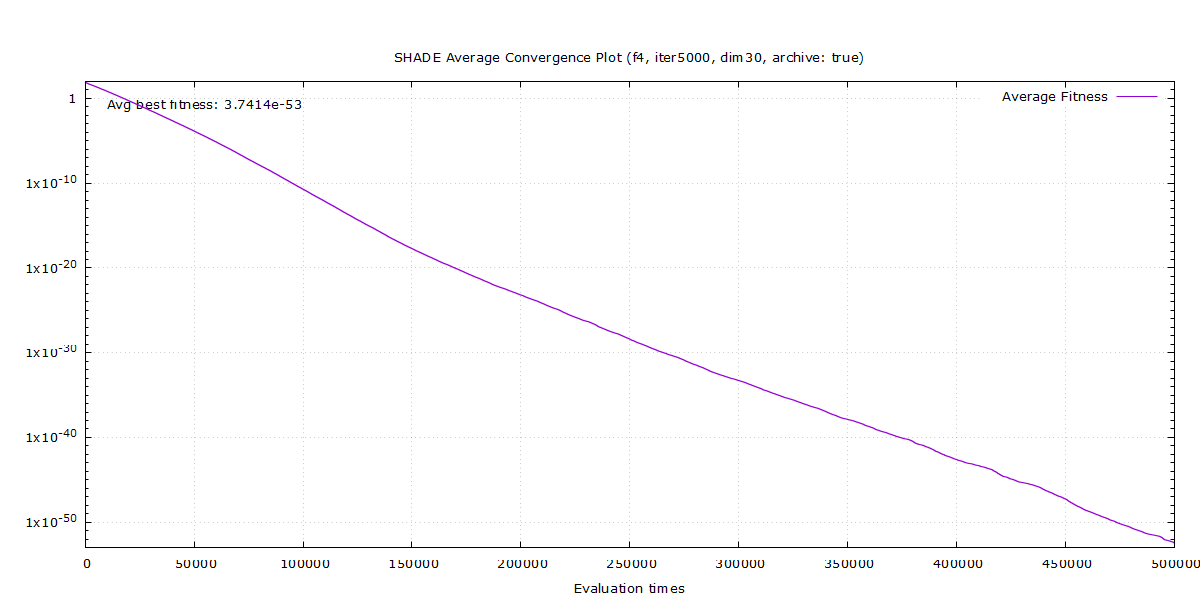 SHADE Average Convergence Plot (f4, iter5000, dim30, archive: true)
Average Fitness
Avg best fitness: 3.7414e-53
1
1x10^-10
1x10^-20
1x10^-30
1x10^-40
1x10^-50
0 50000 100000 150000 200000 250000 300000 350000 400000 450000 500000
Evaluation times